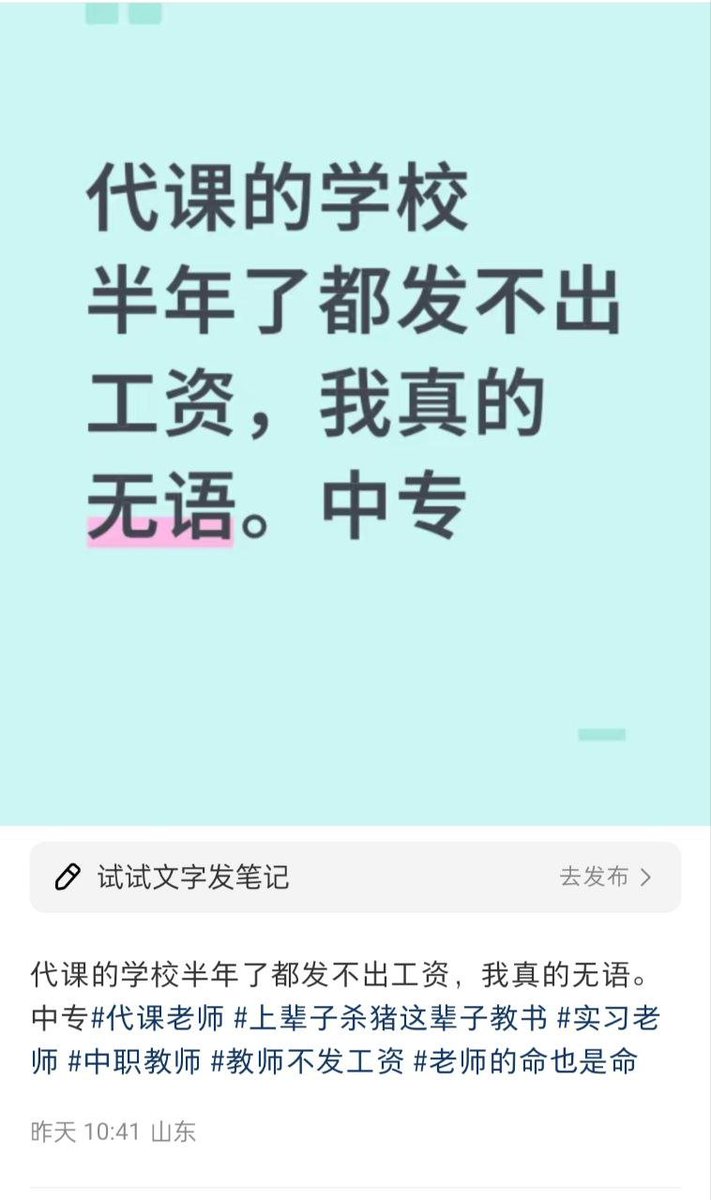 代课的学校
半年了都发不出
工资，我真的
无语。中专
试试文字发笔记
去发布
代课的学校半年了都发不出工资，我真的无语。
中专#代课老师 #上辈子杀猪这辈子教书 #实习老
师 #中职教师 #教师不发工资 #老师的命也是命
昨天 10:41 山东